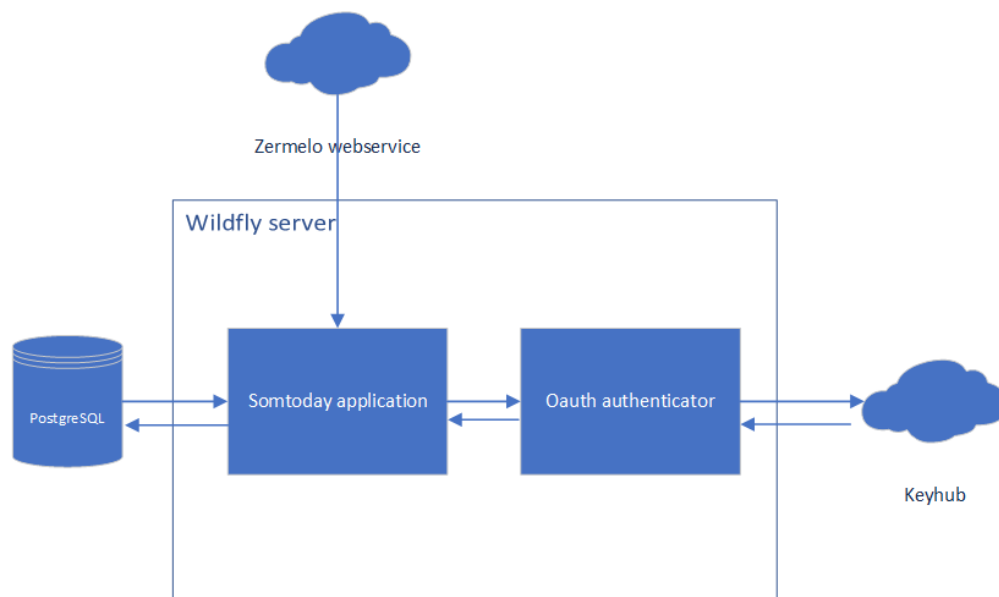 Zermelo webservice
Wildfly server
PostgreSQL
Somtoday application
Oauth authenticator
Keyhub